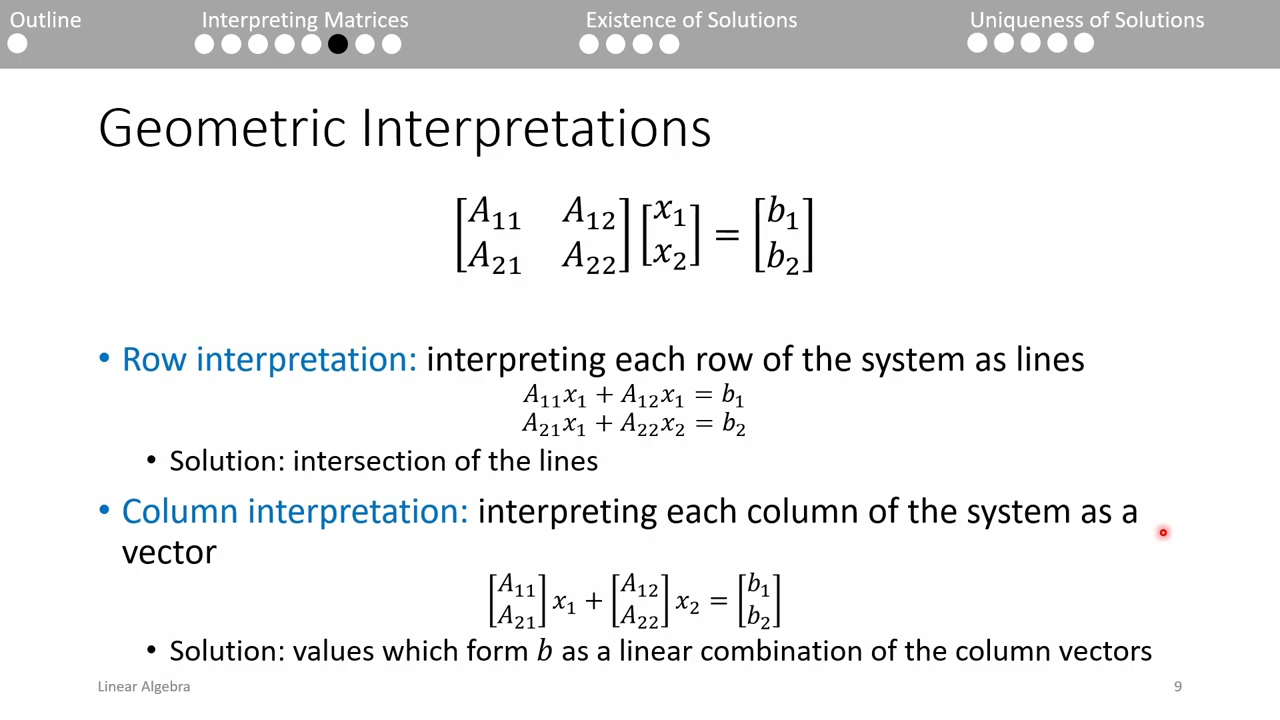 Outline
Interpreting Matrices
Existence of Solutions
Uniqueness of Solutions
Geometric Interpretations
[A₁₁ A₁₂] [x₁] = [b₁]
[A₂₁ A₂₂] [x₂] [b₂]
• Row interpretation: interpreting each row of the system as lines
A₁₁x₁ + A₁₂x₁ = b₁
A₂₁x₁ + A₂₂x₂ = b₂
• Solution: intersection of the lines
• Column interpretation: interpreting each column of the system as a
vector
[A₁₁] x₁ + [A₁₂] x₂ = [b₁]
[A₂₁] [A₂₂] [b₂]
• Solution: values which form b as a linear combination of the column vectors
Linear Algebra
9